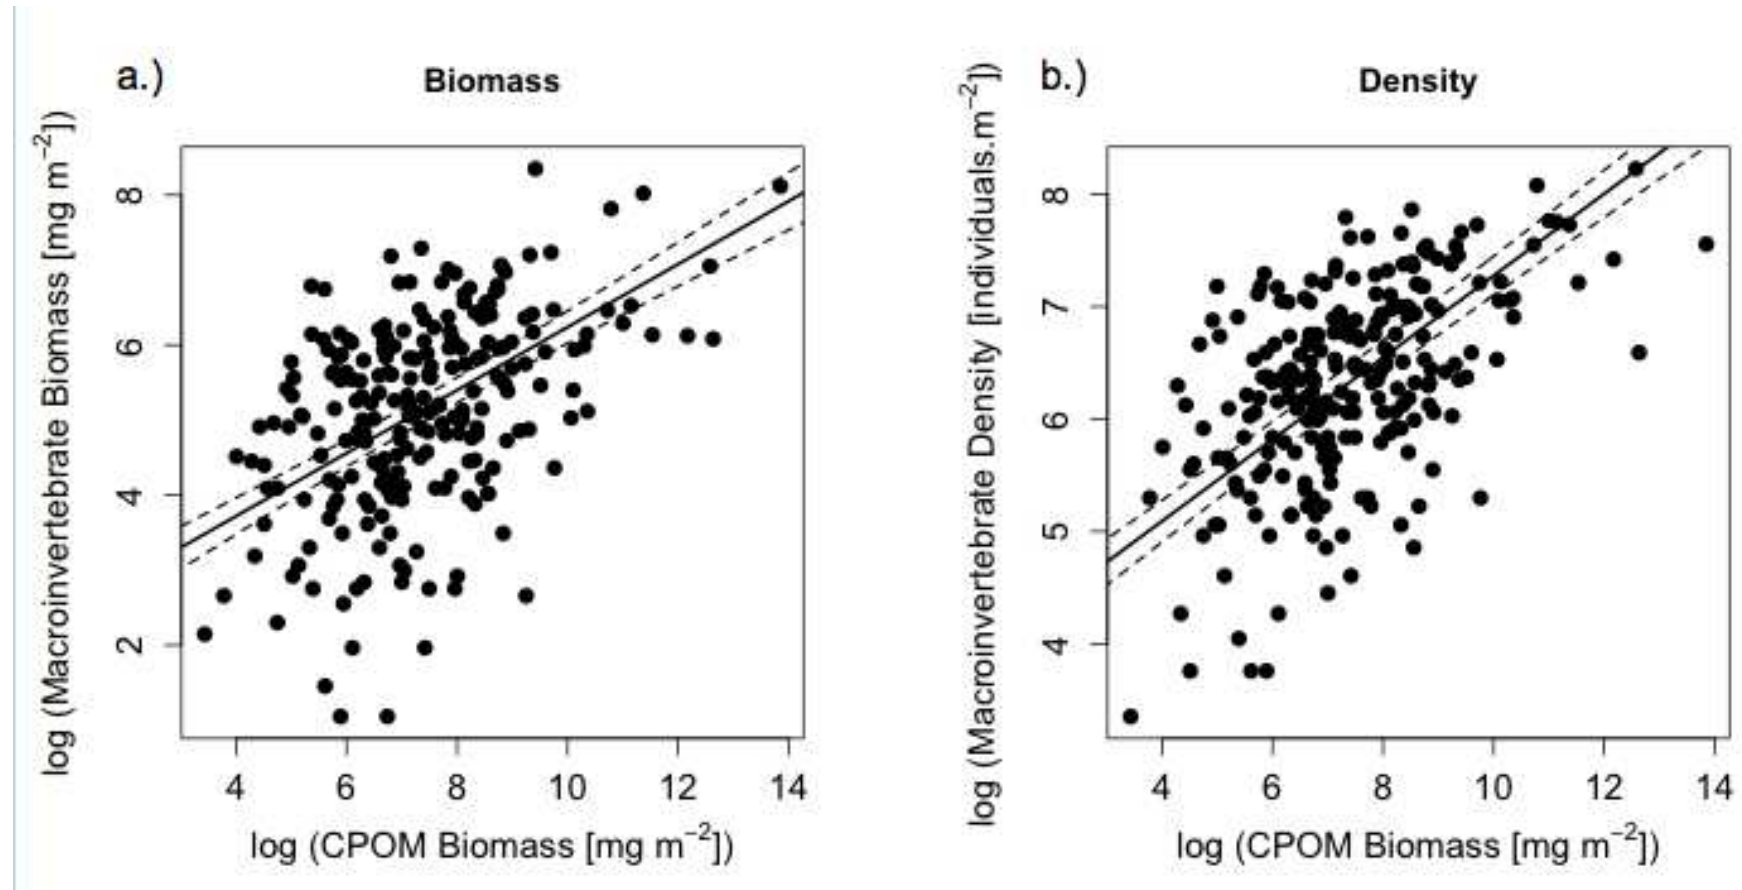 a.)
Biomass
log (Macroinvertebrate Biomass [mg m⁻²])
8
6
4
2
4 6 8 10 12 14
log (CPOM Biomass [mg m⁻²])
b.)
Density
log (Macroinvertebrate Density [individuals.m⁻²])
8
7
6
5
4
4 6 8 10 12 14
log (CPOM Biomass [mg m⁻²])